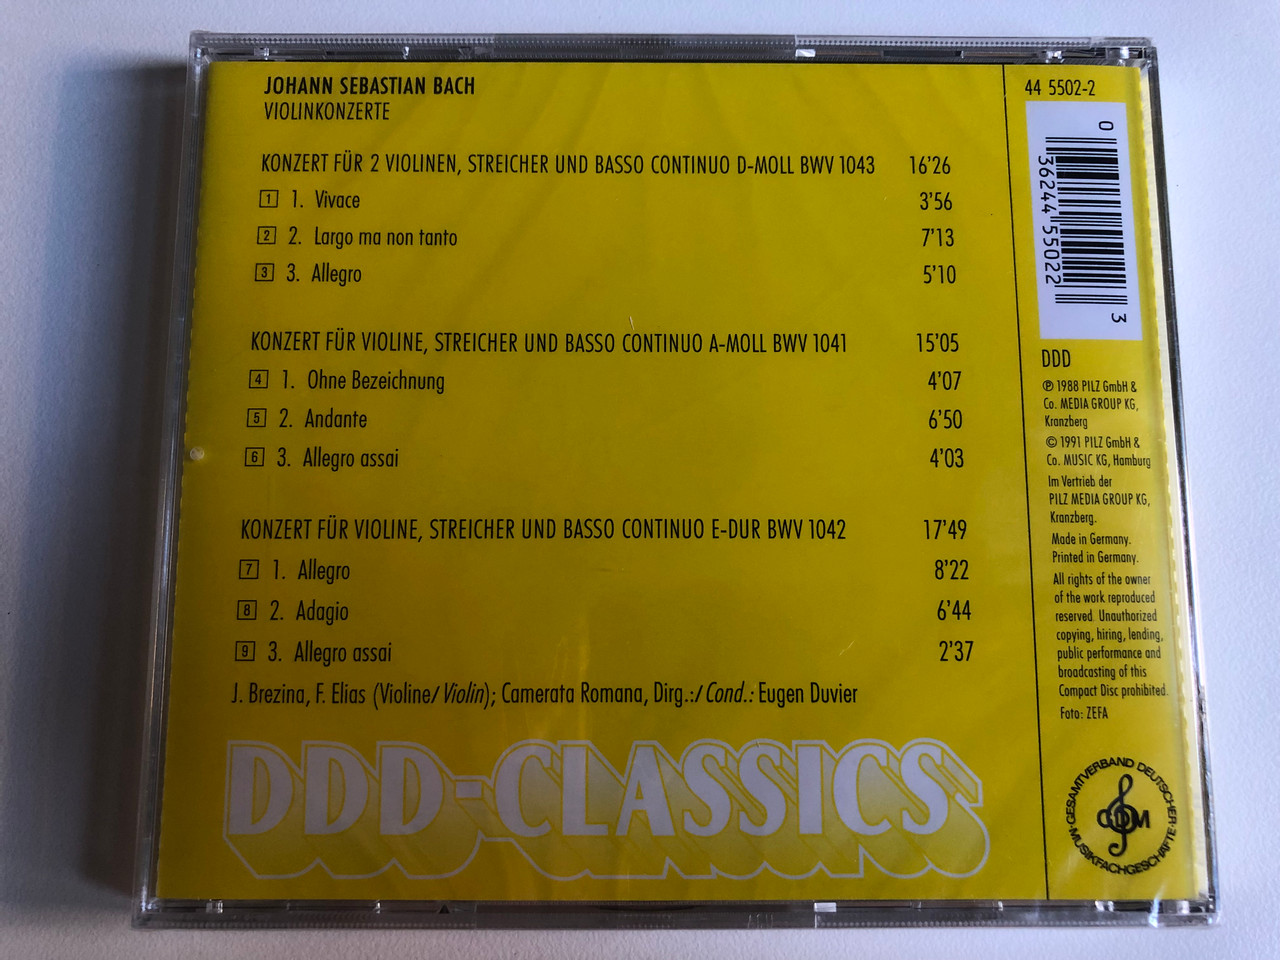 JOHANN SEBASTIAN BACH
VIOLINKONZERTE
KONZERT FÜR 2 VIOLINEN, STREICHER UND BASSO CONTINUO D-MOLL BWV 1043 16'26
1 1. Vivace 3'56
2 2. Largo ma non tanto 7'13
3 3. Allegro 5'10
KONZERT FÜR VIOLINE, STREICHER UND BASSO CONTINUO A-MOLL BWV 1041 15'05
4 1. Ohne Bezeichnung 4'07
5 2. Andante 6'50
6 3. Allegro assai 4'03
KONZERT FÜR VIOLINE, STREICHER UND BASSO CONTINUO E-DUR BWV 1042 17'49
7 1. Allegro 8'22
8 2. Adagio 6'44
9 3. Allegro assai 2'37
J. Brezina, F. Elias (Violine/Violin); Camerata Romana, Dirg.:/Cond.: Eugen Duvier
DDD-CLASSICS
44 5502-2
0 36244 55022 3
DDD
℗ 1988 PILZ GmbH &
Co. MEDIA GROUP KG,
Kranzberg
© 1991 PILZ GmbH &
Co. MUSIC KG, Hamburg
Im Vertrieb der
PILZ MEDIA GROUP KG,
Kranzberg.
Made in Germany.
Printed in Germany.
All rights of the owner
of the work reproduced
reserved. Unauthorized
copying, hiring, lending,
public performance and
broadcasting of this
Compact Disc prohibited.
Foto: ZEFA
GESAMTVERBAND DEUTSCHER
MUSIKFACHGESCHÄFTE
GDM